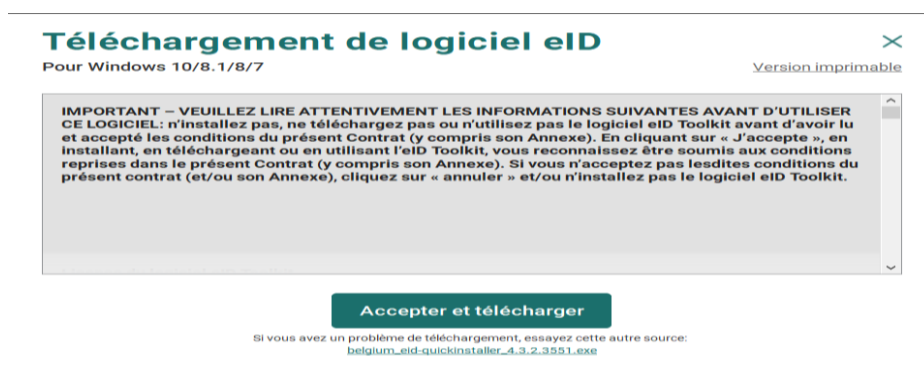 Téléchargement de logiciel eID
Pour Windows 10/8.1/8/7
Version imprimable
IMPORTANT – VEUILLEZ LIRE ATTENTIVEMENT LES INFORMATIONS SUIVANTES AVANT D'UTILISER
CE LOGICIEL: n'installez pas, ne téléchargez pas ou n'utilisez pas le logiciel eID Toolkit avant d'avoir lu
et accepté les conditions du présent Contrat (y compris son Annexe). En cliquant sur « J'accepte », en
installant, en téléchargeant ou en utilisant l'eID Toolkit, vous reconnaissez être soumis aux conditions
reprises dans le présent Contrat (y compris son Annexe). Si vous n'acceptez pas lesdites conditions du
présent contrat (et/ou son Annexe), cliquez sur « annuler » et/ou n'installez pas le logiciel eID Toolkit.
Accepter et télécharger
Si vous avez un problème de téléchargement, essayez cette autre source:
belgium_eid-quickinstaller_4.3.2.3551.exe